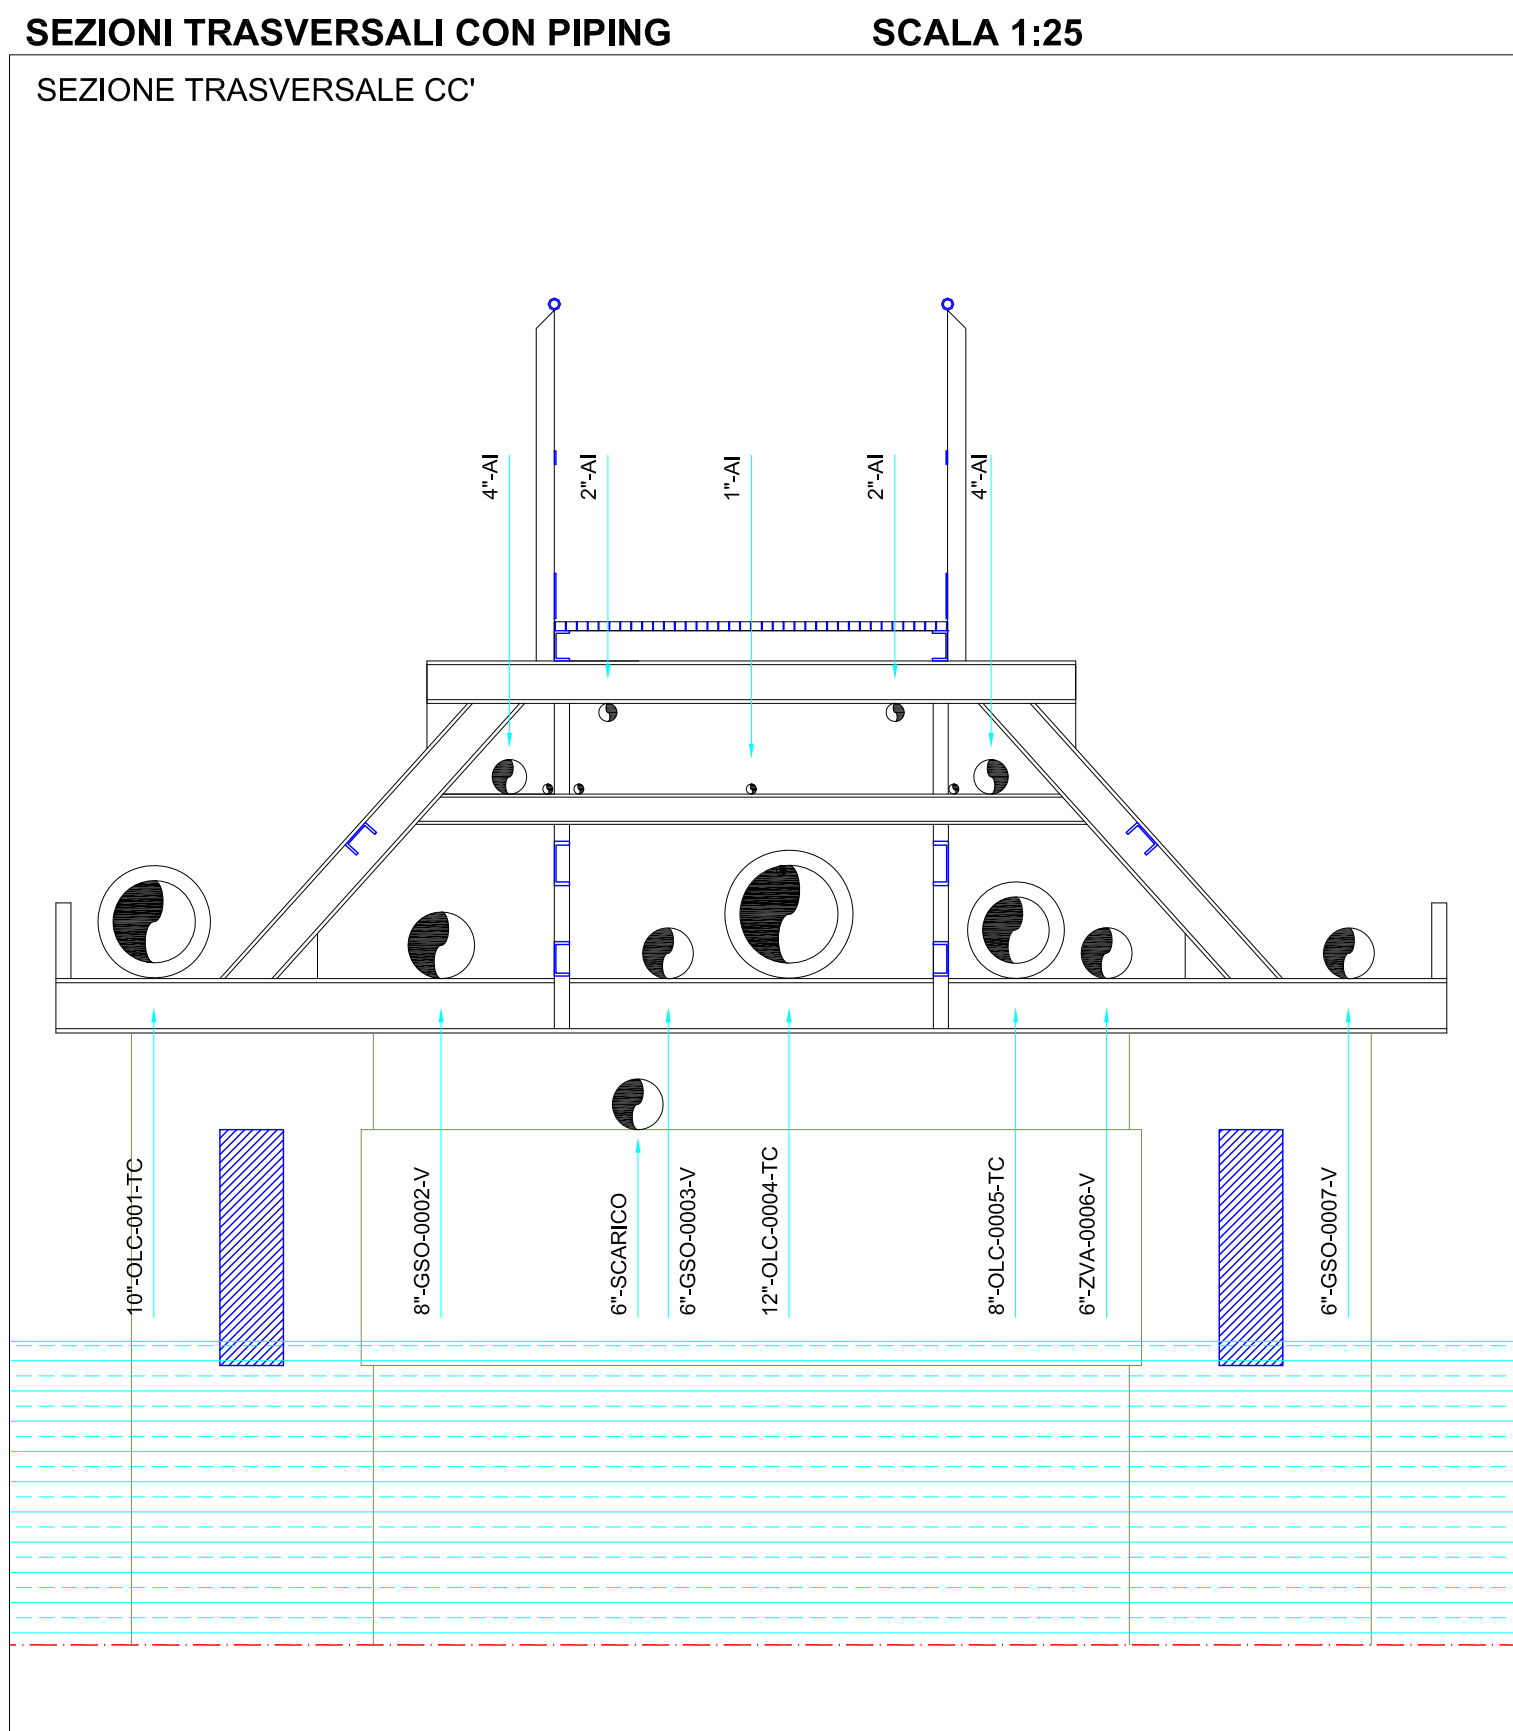 SEZIONI TRASVERSALI CON PIPING
SCALA 1:25
SEZIONE TRASVERSALE CC'
4"-AI
2"-AI
1"-AI
2"-AI
4"-AI
10"-OLC-001-TC
8"-GSO-0002-V
6"-SCARICO
6"-GSO-0003-V
12"-OLC-0004-TC
8"-OLC-0005-TC
6"-ZVA-0006-V
6"-GSO-0007-V